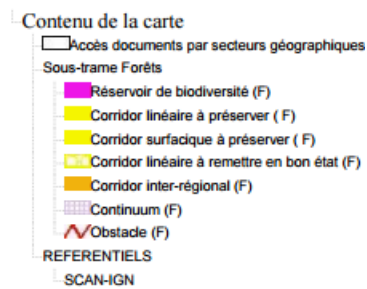 Contenu de la carte
Accès documents par secteurs géographiques
Sous-trame Forêts
Réservoir de biodiversité (F)
Corridor linéaire à préserver ( F)
Corridor surfacique à préserver ( F)
Corridor linéaire à remettre en bon état (F)
Corridor inter-régional (F)
Continuum (F)
Obstacle (F)
REFERENTIELS
SCAN-IGN